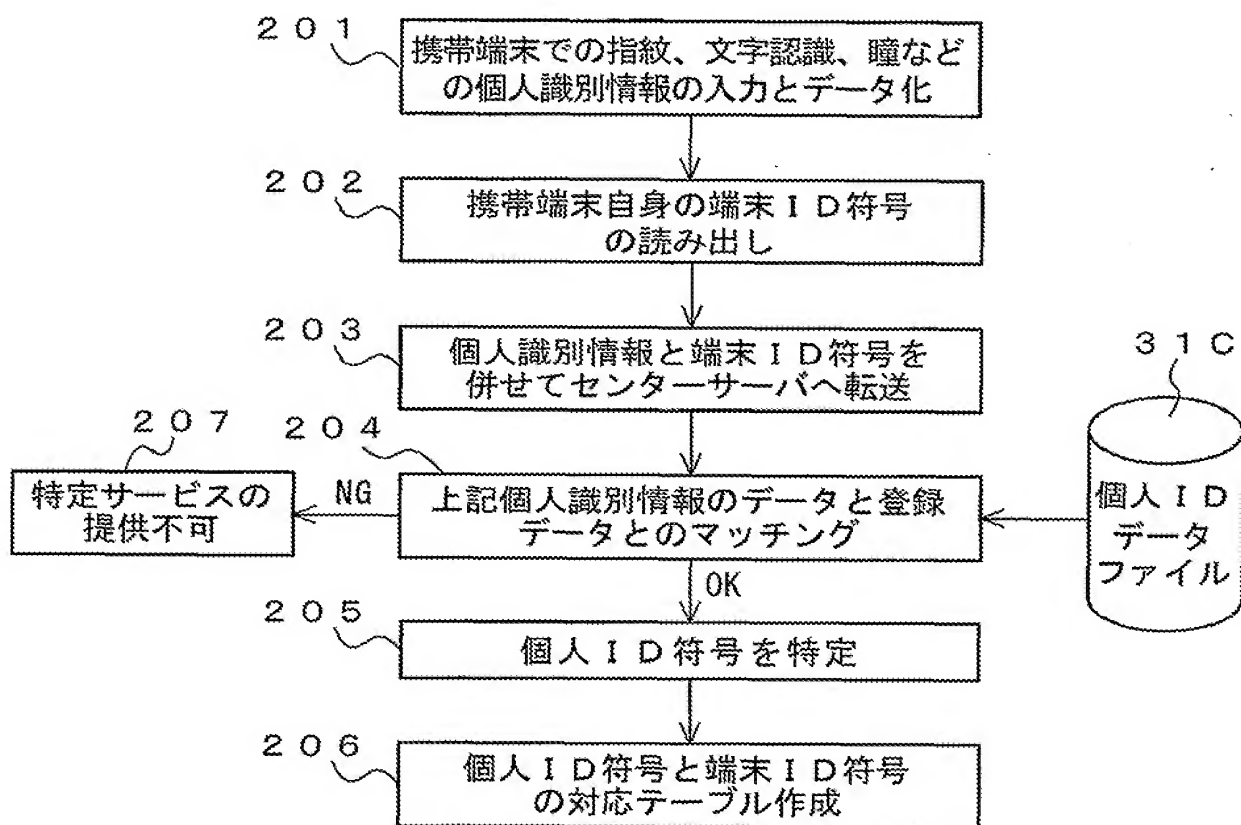 ２０１
携帯端末での指紋、文字認識、瞳など
の個人識別情報の入力とデータ化
２０２
携帯端末自身の端末ＩＤ符号
の読み出し
２０３
個人識別情報と端末ＩＤ符号を
併せてセンターサーバへ転送
３１Ｃ
２０７
２０４
特定サービスの
提供不可
NG
上記個人識別情報のデータと登録
データとのマッチング
個人ＩＤ
データ
ファイル
OK
２０５
個人ＩＤ符号を特定
２０６
個人ＩＤ符号と端末ＩＤ符号
の対応テーブル作成